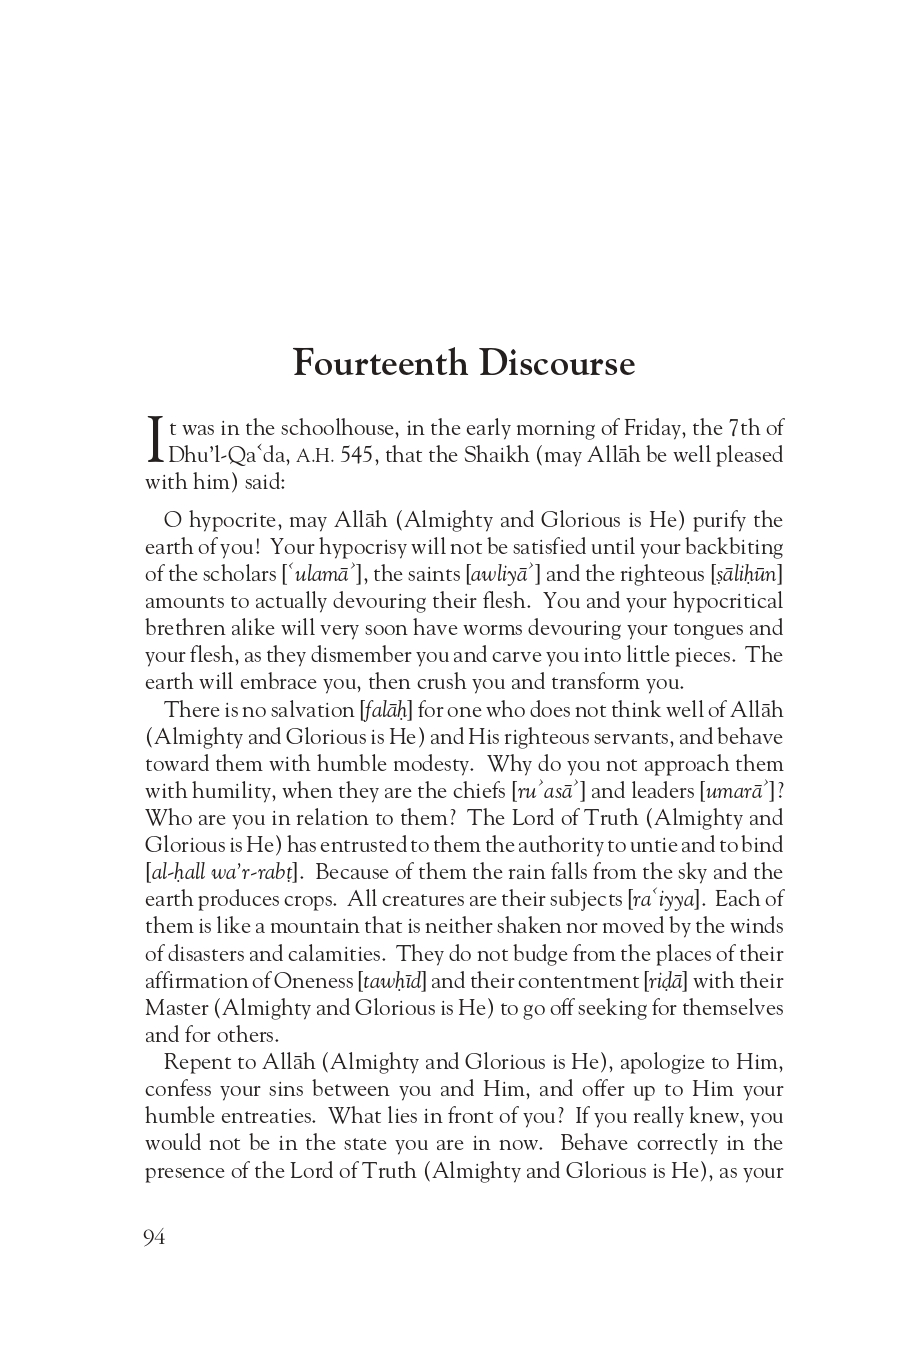 Fourteenth Discourse
It was in the schoolhouse, in the early morning of Friday, the 7th of
Dhu’l-Qaʿda, A.H. 545, that the Shaikh (may Allāh be well pleased
with him) said:
O hypocrite, may Allāh (Almighty and Glorious is He) purify the
earth of you! Your hypocrisy will not be satisfied until your backbiting
of the scholars [ʿulamāʾ], the saints [awliyāʾ] and the righteous [ṣāliḥūn]
amounts to actually devouring their flesh. You and your hypocritical
brethren alike will very soon have worms devouring your tongues and
your flesh, as they dismember you and carve you into little pieces. The
earth will embrace you, then crush you and transform you.
There is no salvation [falāḥ] for one who does not think well of Allāh
(Almighty and Glorious is He) and His righteous servants, and behave
toward them with humble modesty. Why do you not approach them
with humility, when they are the chiefs [ruʾasāʾ] and leaders [umarāʾ]?
Who are you in relation to them? The Lord of Truth (Almighty and
Glorious is He) has entrusted to them the authority to untie and to bind
[al-ḥall wa’r-rabṭ]. Because of them the rain falls from the sky and the
earth produces crops. All creatures are their subjects [raʿiyya]. Each of
them is like a mountain that is neither shaken nor moved by the winds
of disasters and calamities. They do not budge from the places of their
affirmation of Oneness [tawḥīd] and their contentment [riḍā] with their
Master (Almighty and Glorious is He) to go off seeking for themselves
and for others.
Repent to Allāh (Almighty and Glorious is He), apologize to Him,
confess your sins between you and Him, and offer up to Him your
humble entreaties. What lies in front of you? If you really knew, you
would not be in the state you are in now. Behave correctly in the
presence of the Lord of Truth (Almighty and Glorious is He), as your
94